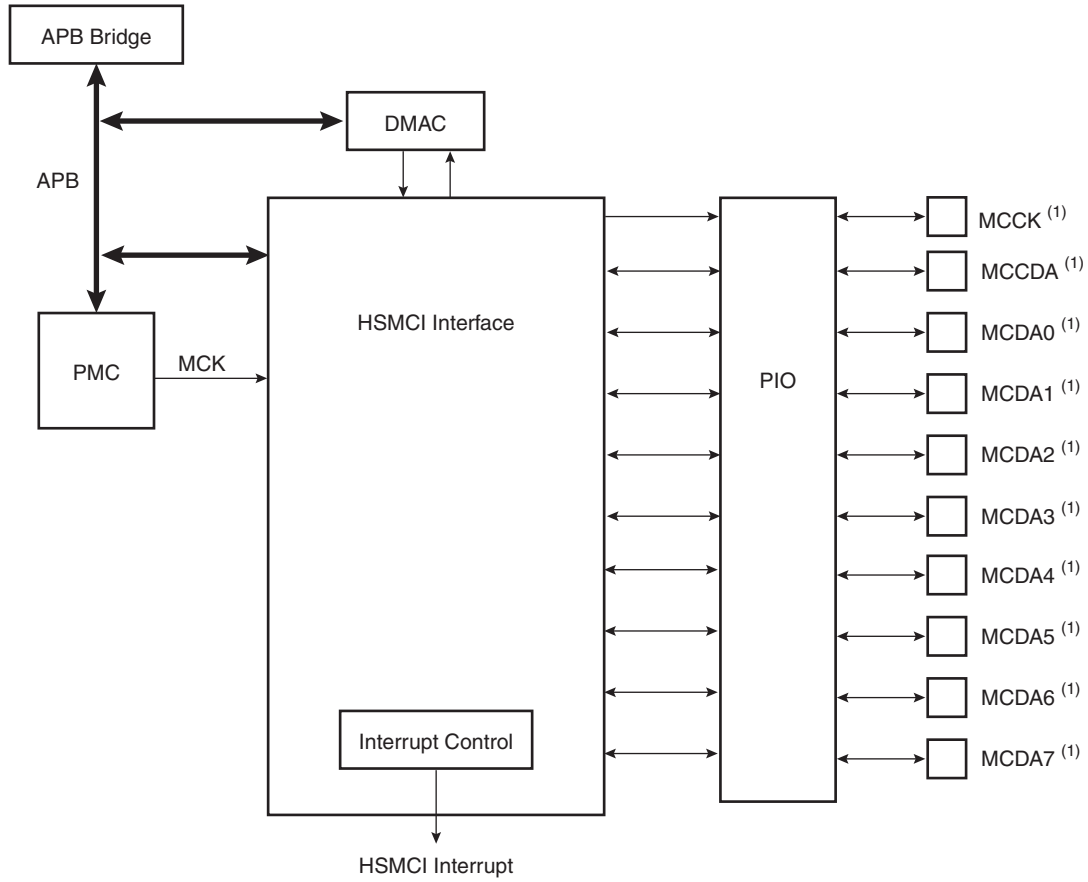 APB Bridge
DMAC
APB
MCCK (1)
MCCDA (1)
HSMCI Interface
MCDA0 (1)
PMC
MCK
PIO
MCDA1 (1)
MCDA2 (1)
MCDA3 (1)
MCDA4 (1)
MCDA5 (1)
MCDA6 (1)
Interrupt Control
MCDA7 (1)
HSMCI Interrupt